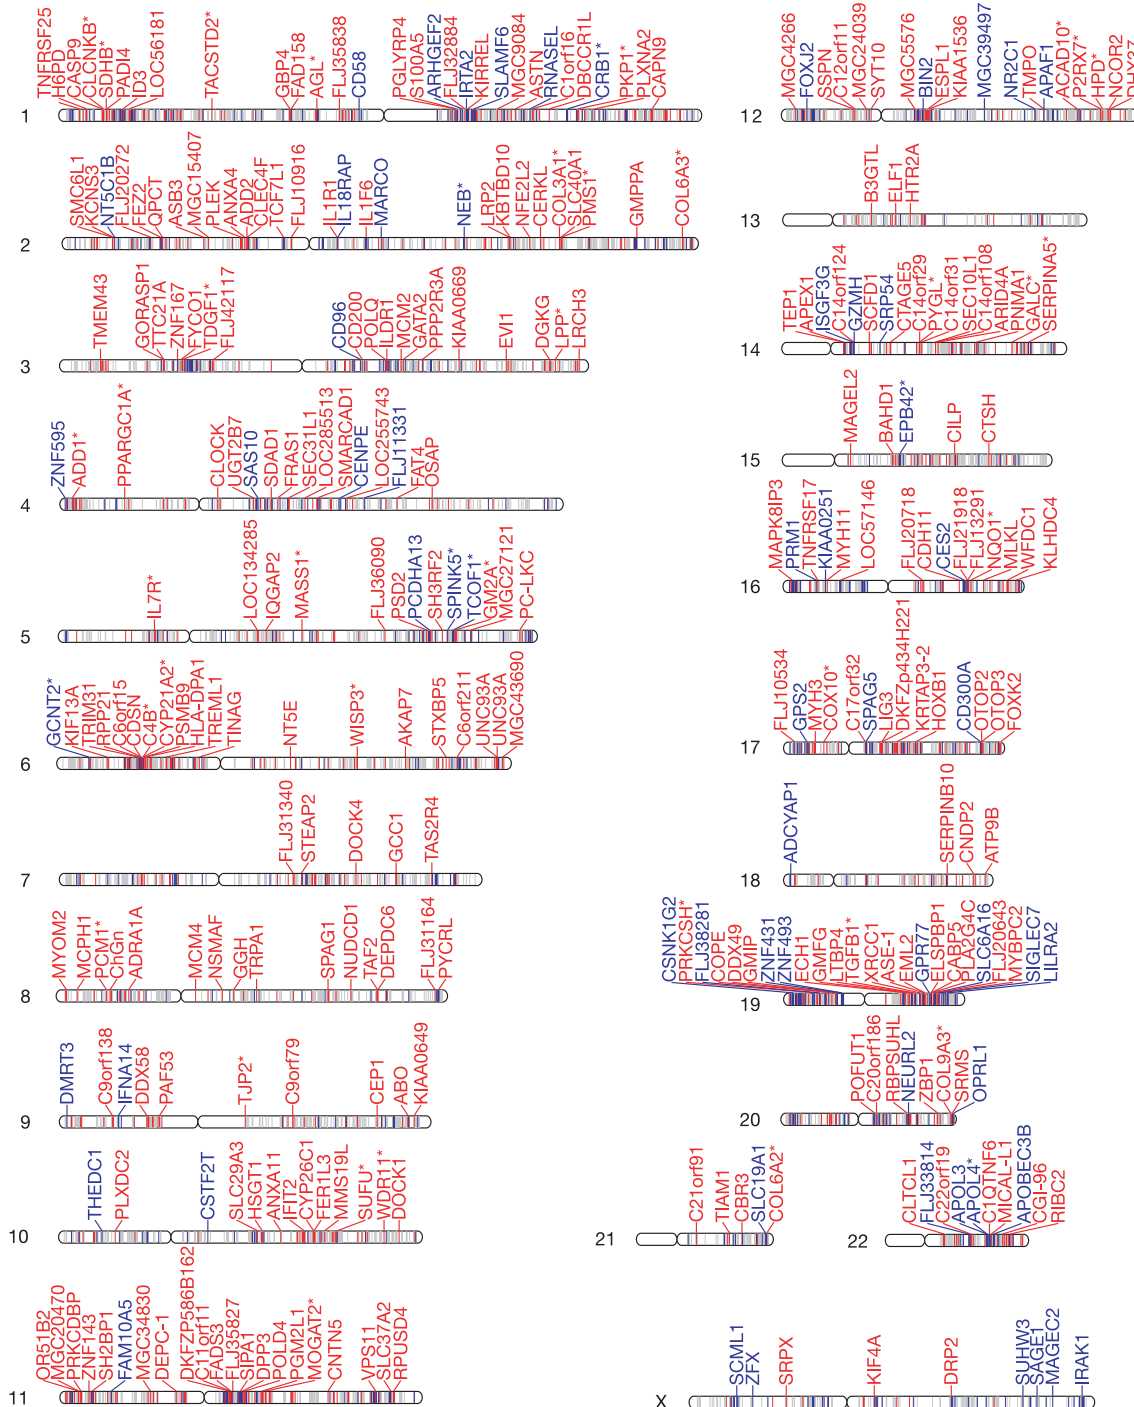 TNFRSF25
H6RD
CASP9
CLCNKB*
SDHB*
PADI4
ID3
LOC56181
TACSTD2*
GBP4
FAD158
AGL*
FLJ35838
CD58
PGLYRP4
S100A5
ARHGEF2
FLJ32884
IRTA2
KIRREL
SLAMF6
MGC9084
ASTN
RNASEL
C1orf16
DBCCR1L
CRB1*
PKP1*
PLXNA2
CAPN9
1
SMC6L1
KCNS3
NT5C1B
FLJ20272
FEZ2
QPCT
ASB3
MGC15407
PLEK
ANXA4
ADD2
CLEC4F
TCF7L1
FLJ10916
IL1R1
IL18RAP
IL1F6
MARCO
NEB*
LRP2
KBTBD10
NFE2L2
CERKL
COL3A1*
SLC40A1
PMS1*
GMPPA
COL6A3*
2
TMEM43
GORASP1
TTC21A
ZNF167
FYCO1
TDGF1*
FLJ42117
CD96
CD200
POLQ
ILDR1
MCM2
GATA2
PPP2R3A
KIAA0669
EVI1
DGKG
LPP*
LRCH3
3
ZNF595
ADD1*
PPARGC1A*
CLOCK
UGT2B7
SAS10
SDAD1
FRAS1
SEC31L1
LOC285513
SMARCAD1
CENPE
LOC255743
FLJ11331
FAT4
OSAP
4
IL7R*
LOC134285
IQGAP2
MASS1*
FLJ36090
PSD2
PCDHA13
SH3RF2
SPINK5*
TCOF1*
GM2A*
MGC27121
PC-LKC
5
GCNT2*
KIF13A
TRIM31
RPP21
C6orf15
CDSN
C4B*
CYP21A2*
PSMB9
HLA-DPA1
TREML1
TINAG
NT5E
WISP3*
AKAP7
STXBP5
C6orf211
UNC93A
UNC93A
MGC43690
6
FLJ31340
STEAP2
DOCK4
GCC1
TAS2R4
7
MYOM2
MCPH1
PCM1*
ChGn
ADRA1A
MCM4
NSMAF
GGH
TRPA1
SPAG1
NUDCD1
TAF2
DEPDC6
FLJ31164
PYCRL
8
DMRT3
C9orf138
IFNA14
DDX58
PAF53
TJP2*
C9orf79
CEP1
ABO
KIAA0649
9
THEDC1
PLXDC2
CSTF2T
SLC29A3
HSGT1
ANXA11
IFIT2
CYP26C1
FER1L3
MMS19L
SUFU*
WDR11*
DOCK1
10
OR51B2
MGC20470
PRKCDBP
ZNF143
SH2BP1
FAM10A5
MGC34830
DEPC-1
DKFZP586B162
C11orf11
FADS3
FLJ35827
SIPA1
DPP3
POLD4
PGM2L1
MOGAT2*
CNTN5
VPS11
SLC37A2
RPUSD4
11
MGC4266
FOXJ2
SSPN
C12orf11
MGC24039
SYT10
MGC5576
BIN2
ESPL1
KIAA1536
MGC39497
NR2C1
TMPO
APAF1
ACAD10*
P2RX7*
HPD*
NCOR2
12
B3GTL
ELF1
HTR2A
13
TEP1
APEX1
ISGF3G
C14orf124
GZMH
SCFD1
SRP54
CTAGE5
C14orf29
PYGL*
C14orf31
SEC10L1
C14orf108
ARID4A
PNMA1
GALC*
SERPINA5*
14
MAGEL2
BAHD1
EPB42*
CILP
CTSH
15
MAPK8IP3
PRM1
TNFRSF17
KIAA0251
MYH11
LOC57146
FLJ20718
CDH11
CES2
FLJ21918
FLJ13291
NQO1*
MLKL
WFDC1
KLHDC4
16
FLJ10534
GPS2
MYH3
COX10*
C17orf32
SPAG5
LIG3
DKFZp434H221
KRTAP3-2
HOXB1
CD300A
OTOP2
OTOP3
FOXK2
17
ADCYAP1
SERPINB10
CNDP2
ATP9B
18
CSNK1G2
PRKCSH*
FLJ38281
COPE
DDX49
GMIP
ZNF431
ZNF493
ECH1
GMFG
LTBP4
TGFB1*
XRCC1
ASE-1
EML2
GPR77
ELSPBP1
CABP5
PLA2G4C
SLC6A16
FLJ20643
MYBPC2
SIGLEC7
LILRA2
19
POFUT1
C20orf186
RBPSUHL
NEURL2
ZBP1
COL9A3*
SRMS
OPRL1
20
C21orf91
TIAM1
CBR3
SLC19A1
COL6A2*
21
CLTCL1
FLJ33814
C22orf19
APOL3
APOL4*
C1QTNF6
MICAL-L1
APOBEC3B
CGI-96
RIBC2
22
SCML1
ZFX
SRPX
KIF4A
DRP2
SUHW3
SAGE1
MAGEC2
IRAK1
X